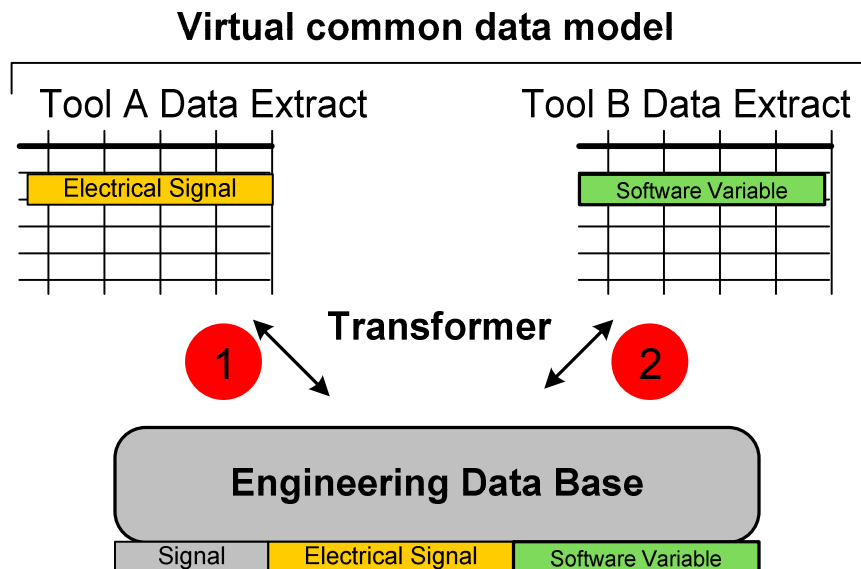 Virtual common data model
Tool A Data Extract
Tool B Data Extract
Electrical Signal
Software Variable
Transformer
1
2
Engineering Data Base
Signal
Electrical Signal
Software Variable